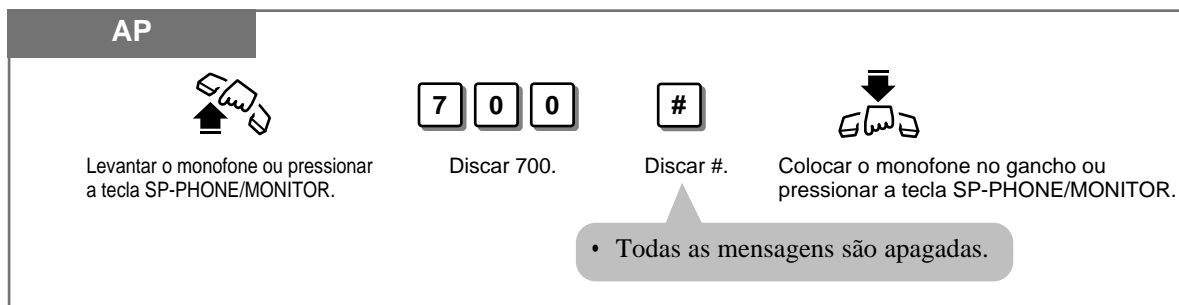 AP
7 0 0 #
Levantar o monofone ou pressionar
a tecla SP-PHONE/MONITOR.
Discar 700.
Discar #.
Colocar o monofone no gancho ou
pressionar a tecla SP-PHONE/MONITOR.
• Todas as mensagens são apagadas.